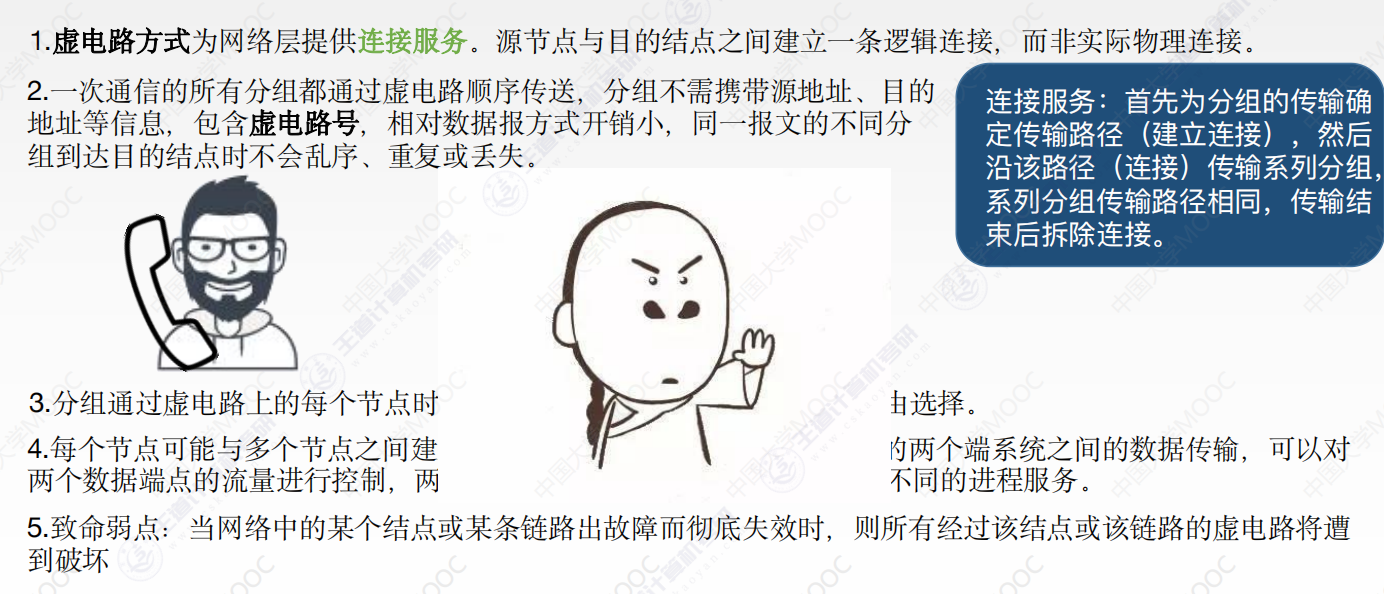 1.虚电路方式为网络层提供连接服务。源节点与目的结点之间建立一条逻辑连接，而非实际物理连接。
2.一次通信的所有分组都通过虚电路顺序传送，分组不需携带源地址、目的
地址等信息，包含虚电路号，相对数据报方式开销小，同一报文的不同分
组到达目的结点时不会乱序、重复或丢失。
连接服务：首先为分组的传输确
定传输路径（建立连接），然后
沿该路径（连接）传输系列分组，
系列分组传输路径相同，传输结
束后拆除连接。
3.分组通过虚电路上的每个节点时
由选择。
4.每个节点可能与多个节点之间建
的两个端系统之间的数据传输，可以对
两个数据端点的流量进行控制，两
不同的进程服务。
5.致命弱点：当网络中的某个结点或某条链路出故障而彻底失效时，则所有经过该结点或该链路的虚电路将遭
到破坏
中国大学MOOC
王道计算机考研